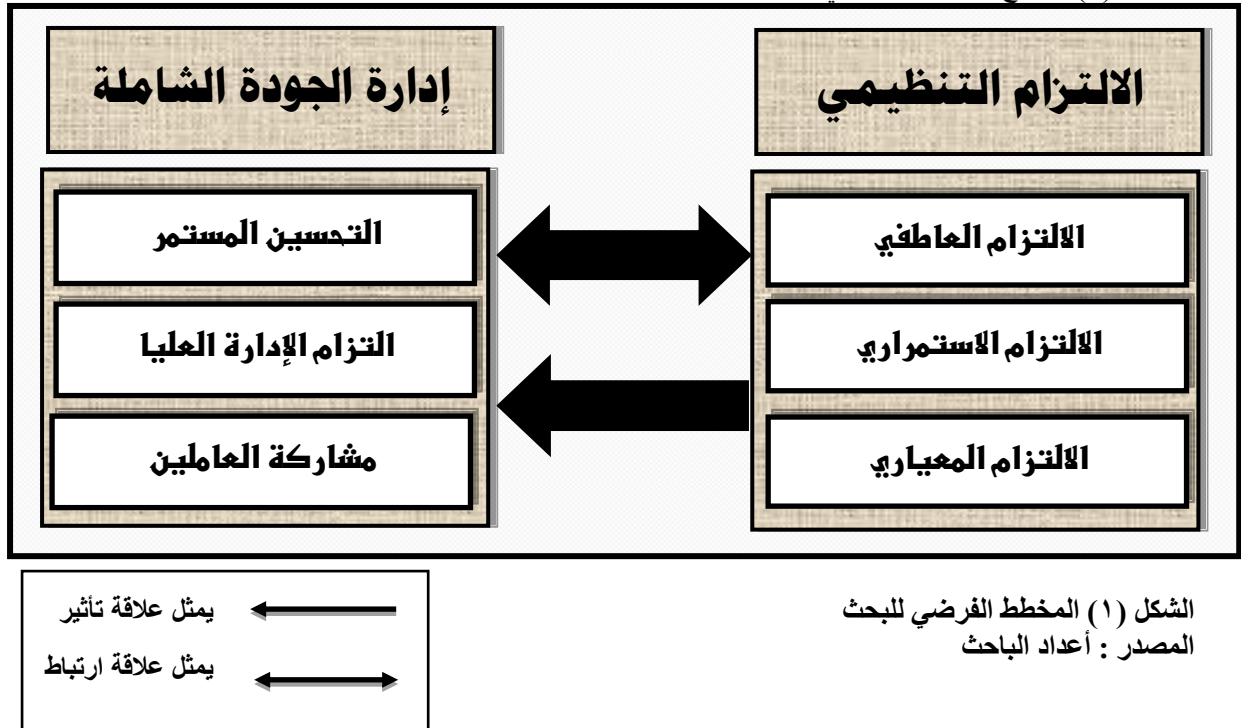 الالتزام التنظيمي
الالتزام العاطفي
الالتزام الاستمراري
الالتزام المعياري
إدارة الجودة الشاملة
التحسين المستمر
التزام الإدارة العليا
مشاركة العاملين
الشكل (١) المخطط الفرضي للبحث
المصدر : أعداد الباحث
يمثل علاقة تأثير
يمثل علاقة ارتباط